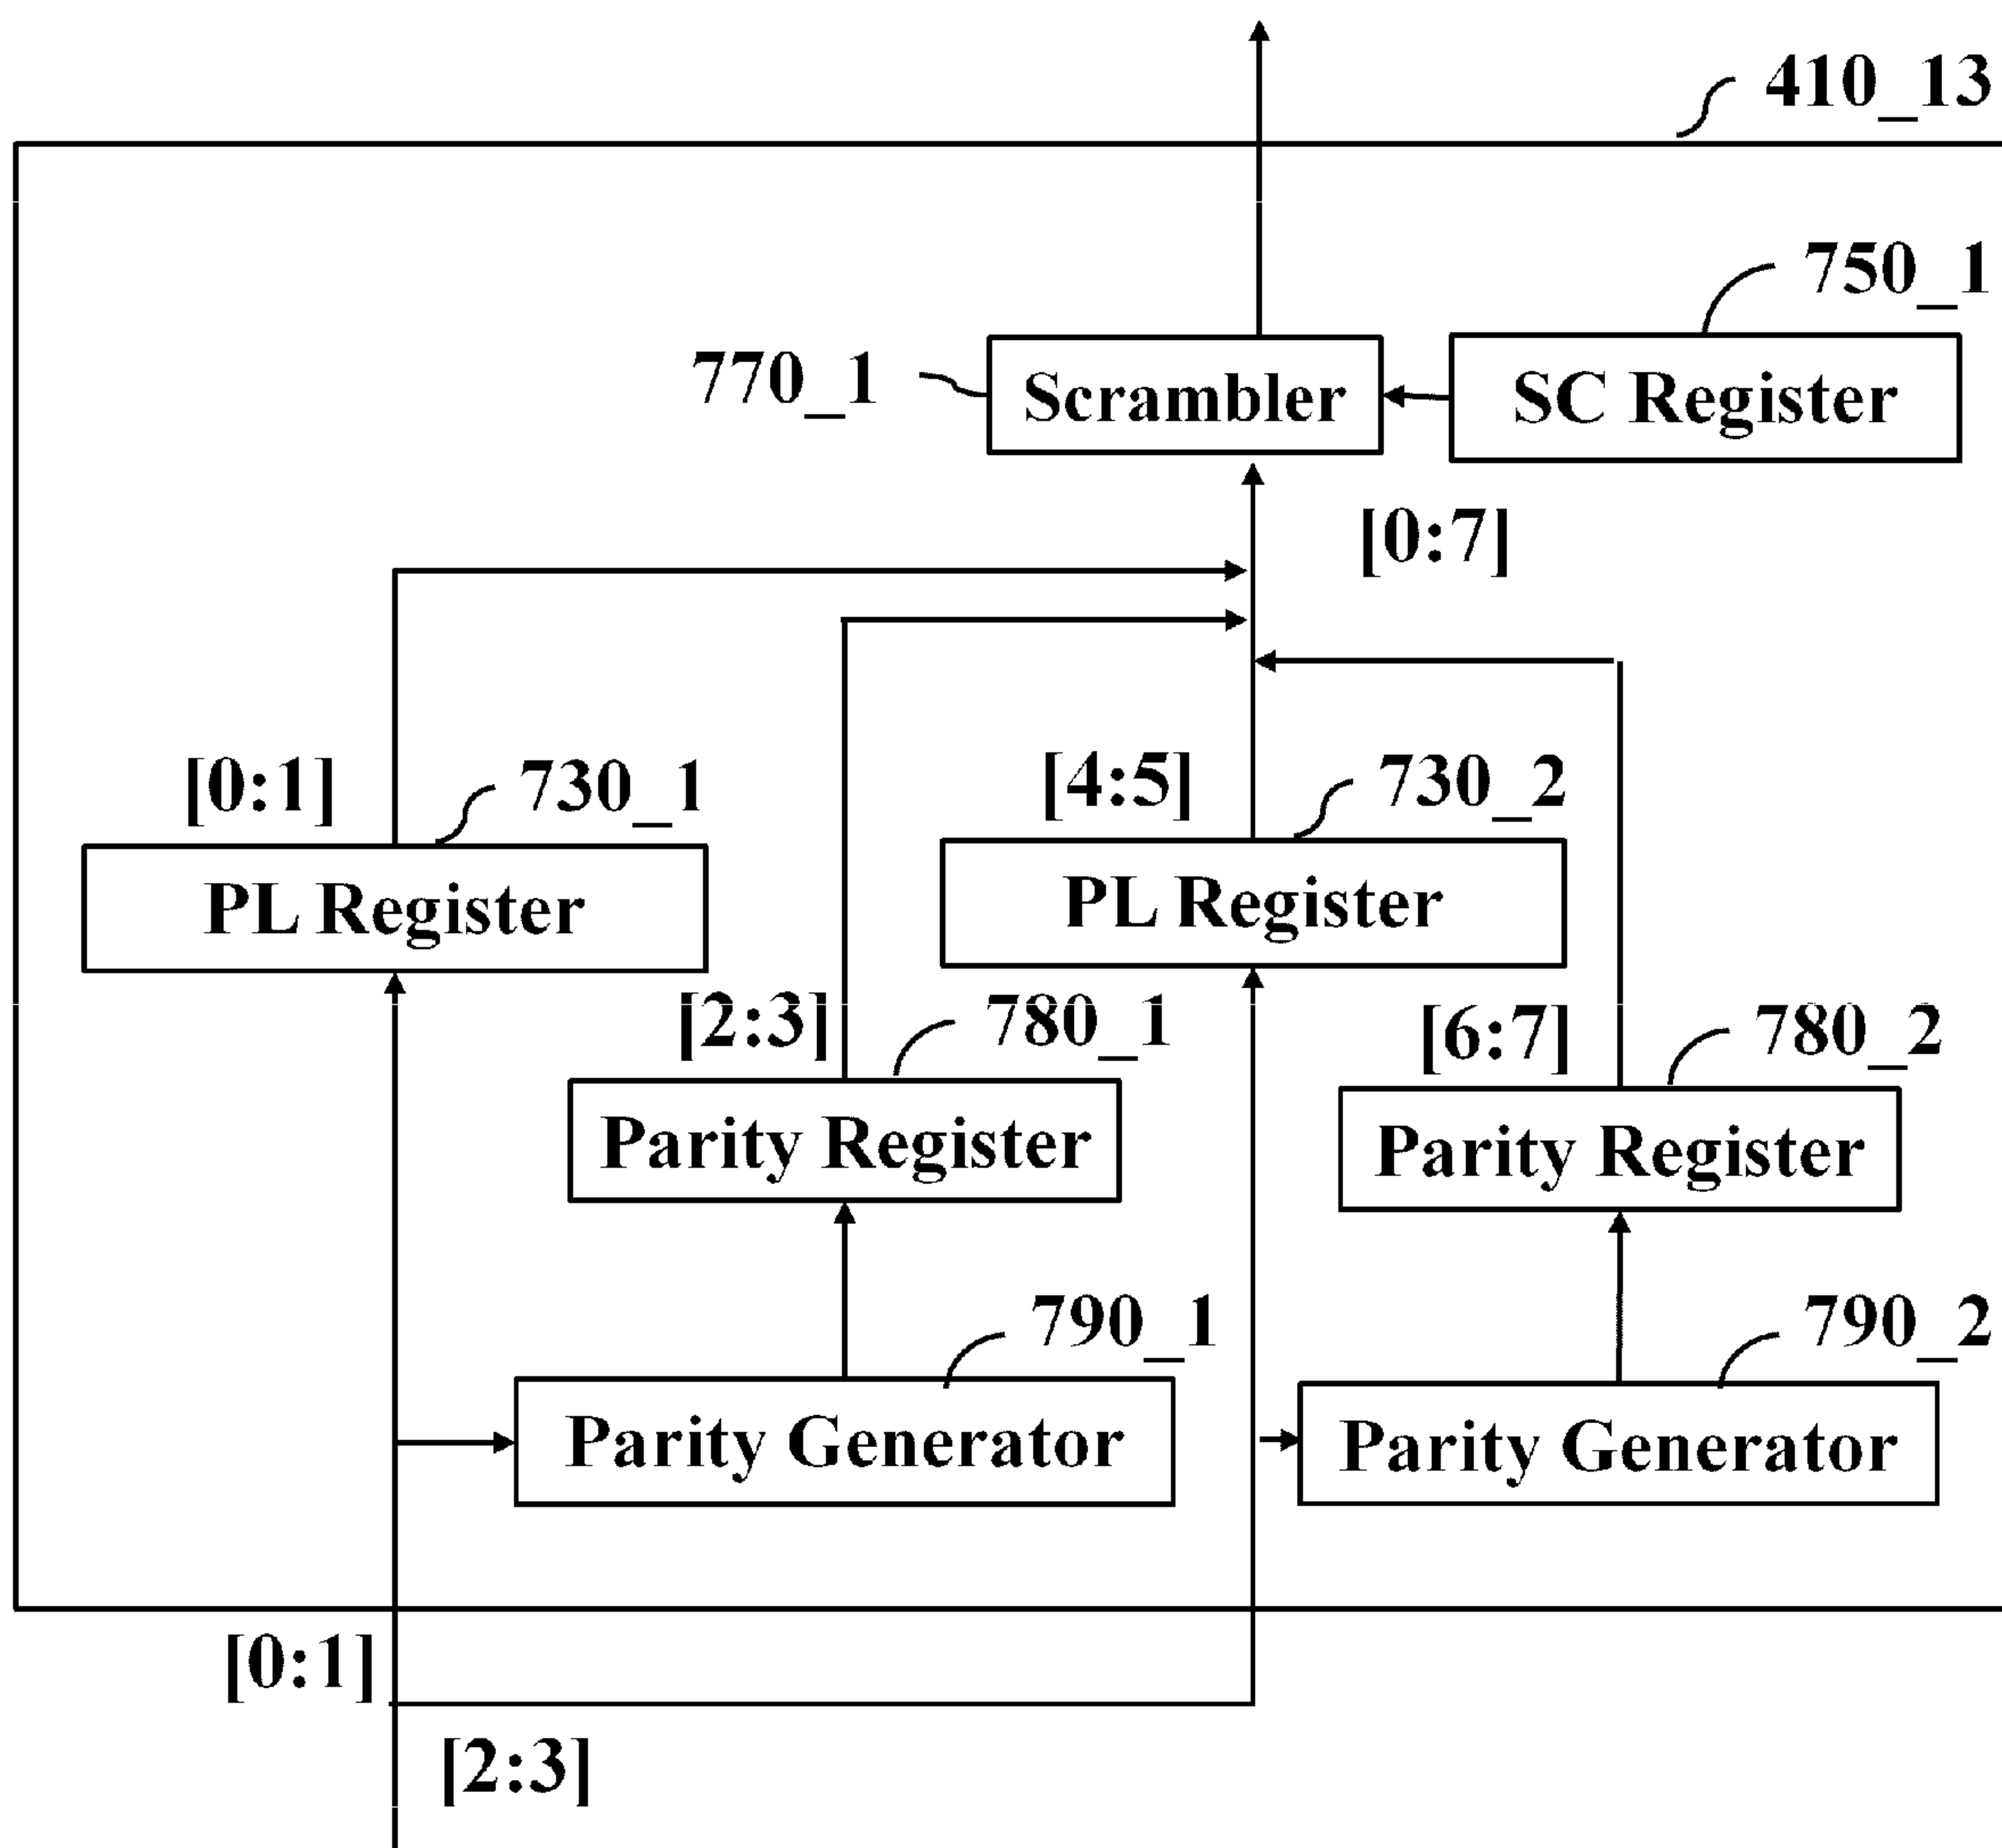 410_13
750_1
770_1
Scrambler
SC Register
[0:7]
[0:1]
730_1
[4:5]
730_2
PL Register
PL Register
[2:3]
780_1
[6:7]
780_2
Parity Register
Parity Register
790_1
790_2
Parity Generator
Parity Generator
[0:1]
[2:3]